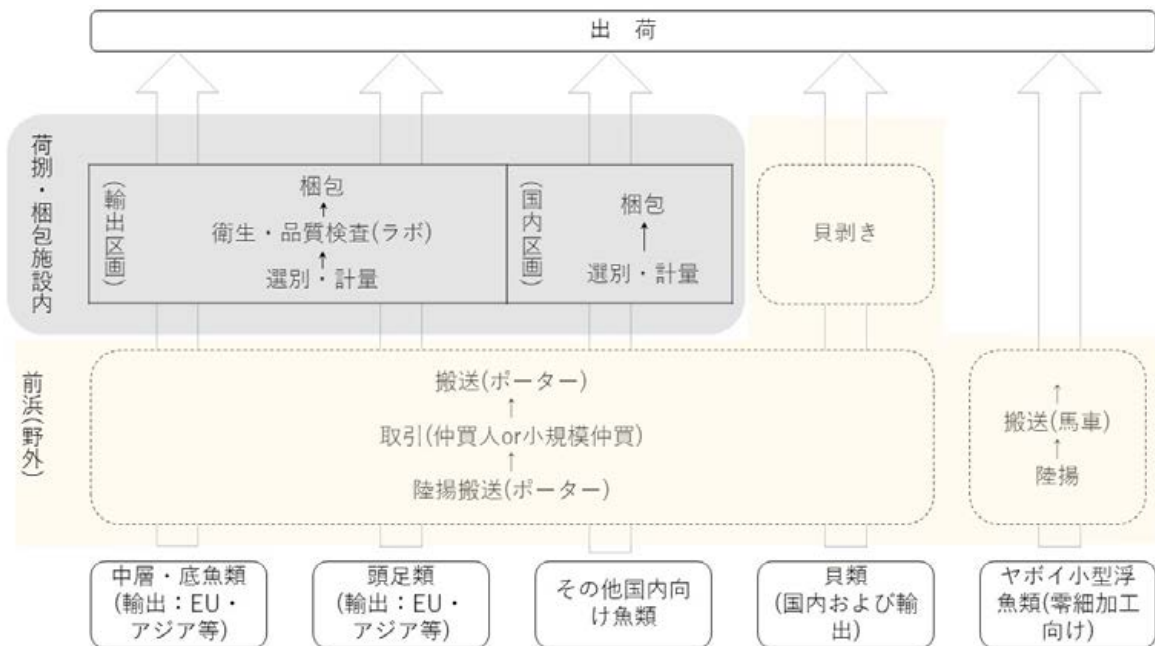 出 荷
荷捌・梱包施設内
(輸出区画)
梱包
↑
衛生・品質検査(ラボ)
↑
選別・計量
(国内区画)
梱包
↑
選別・計量
貝剥き
前浜(野外)
搬送(ポーター)
↑
取引(仲買人or小規模仲買)
↑
陸揚搬送(ポーター)
↑
搬送(馬車)
↑
陸揚
中層・底魚類
(輸出：EU・
アジア等)
頭足類
(輸出：EU・
アジア等)
その他国内向
け魚類
貝類
(国内および輸
出)
ヤボイ小型浮
魚類(零細加工
向け)